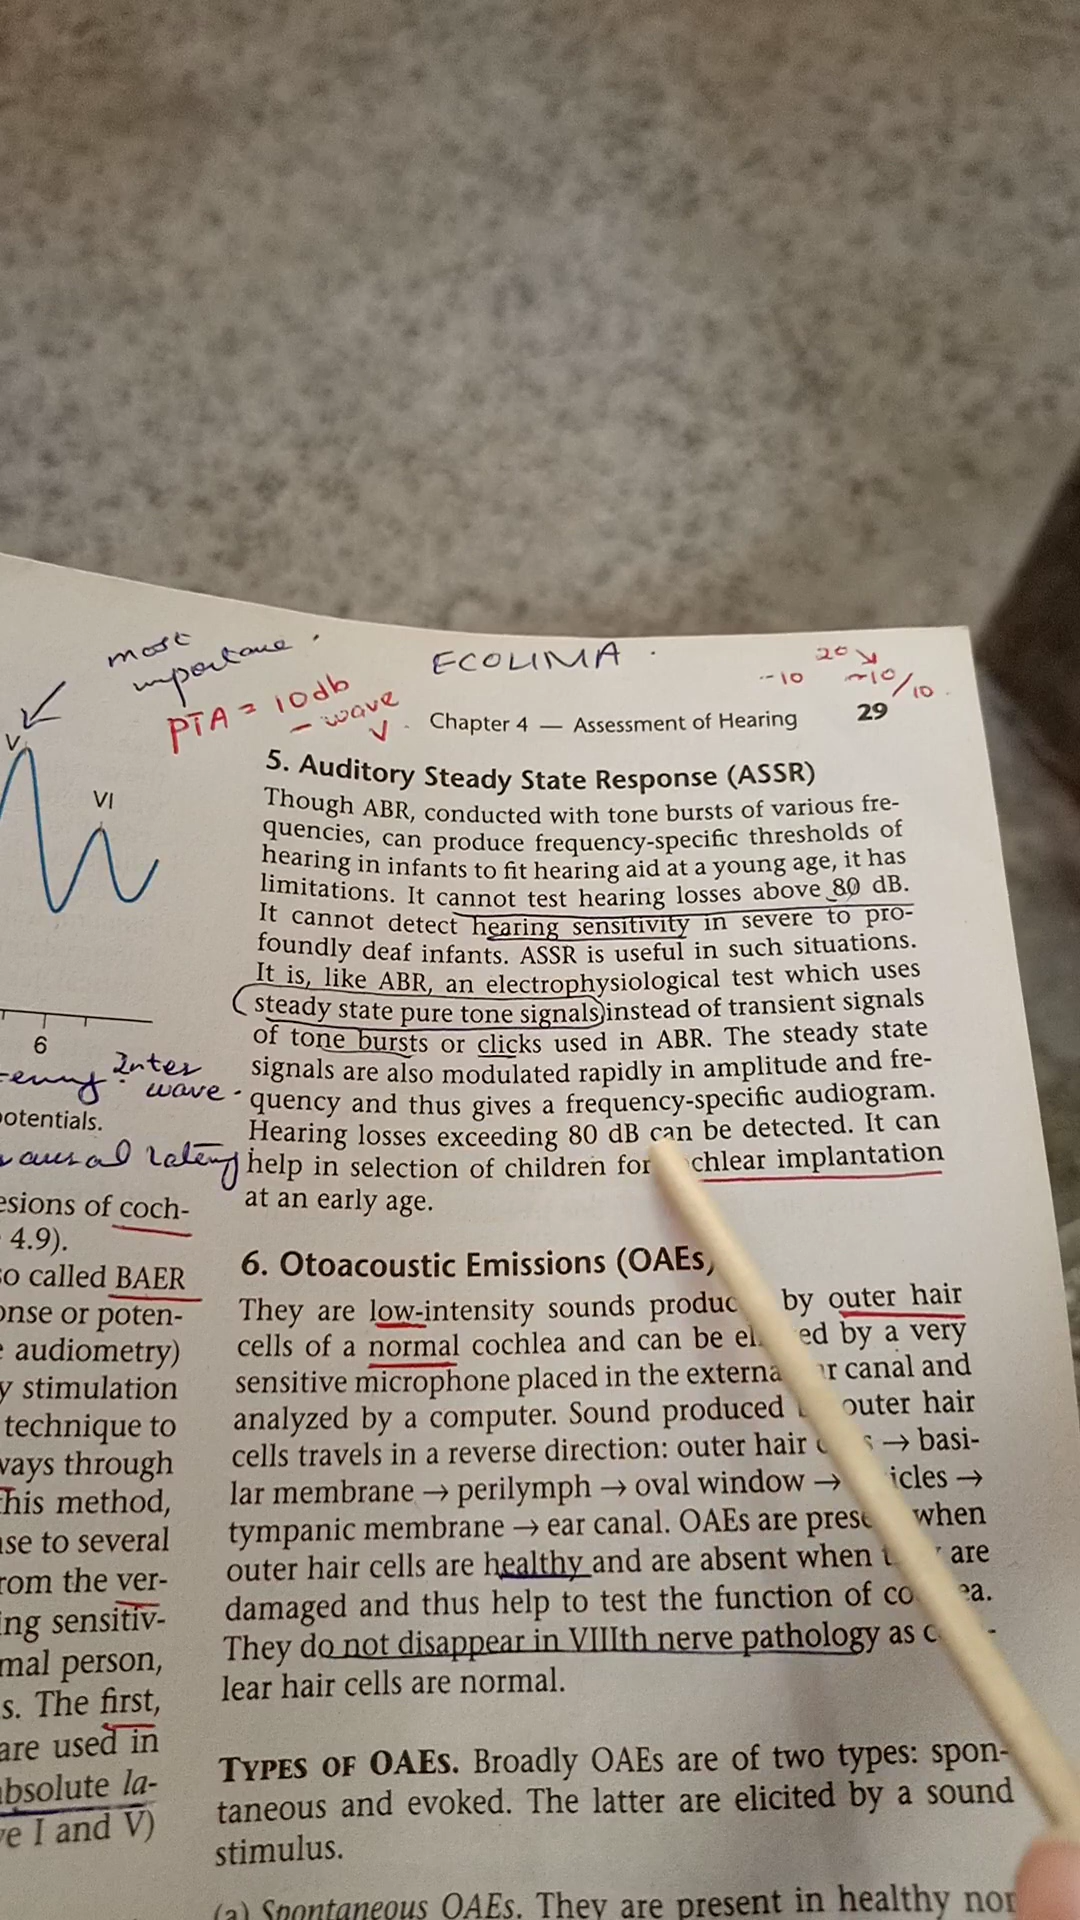 most
importance.
ECOLIMA.
20↘
--10
~10/10.
PTA = 10db
- wave
V
Chapter 4 — Assessment of Hearing 29
V
VI
6
Inter
wave.
potentials.
esions of coch-
4.9).
so called BAER
onse or poten-
audiometry)
y stimulation
technique to
ways through
his method,
nse to several
rom the ver-
ing sensitiv-
mal person,
s. The first,
are used in
absolute la-
ve I and V)
5. Auditory Steady State Response (ASSR)
Though ABR, conducted with tone bursts of various fre-
quencies, can produce frequency-specific thresholds of
hearing in infants to fit hearing aid at a young age, it has
limitations. It cannot test hearing losses above 80 dB.
It cannot detect hearing sensitivity in severe to pro-
foundly deaf infants. ASSR is useful in such situations.
It is, like ABR, an electrophysiological test which uses
steady state pure tone signals instead of transient signals
of tone bursts or clicks used in ABR. The steady state
signals are also modulated rapidly in amplitude and fre-
quency and thus gives a frequency-specific audiogram.
Hearing losses exceeding 80 dB can be detected. It can
help in selection of children for chlear implantation
at an early age.
6. Otoacoustic Emissions (OAEs)
They are low-intensity sounds produc by outer hair
cells of a normal cochlea and can be el ed by a very
sensitive microphone placed in the externa r canal and
analyzed by a computer. Sound produced outer hair
cells travels in a reverse direction: outer hair c s → basi-
lar membrane → perilymph → oval window → icles →
tympanic membrane → ear canal. OAEs are prese when
outer hair cells are healthy and are absent when t are
damaged and thus help to test the function of co ea.
They do not disappear in VIIIth nerve pathology as c -
lear hair cells are normal.
TYPES OF OAES. Broadly OAEs are of two types: spon-
taneous and evoked. The latter are elicited by a sound
stimulus.
(a) Spontaneous OAEs. They are present in healthy nor